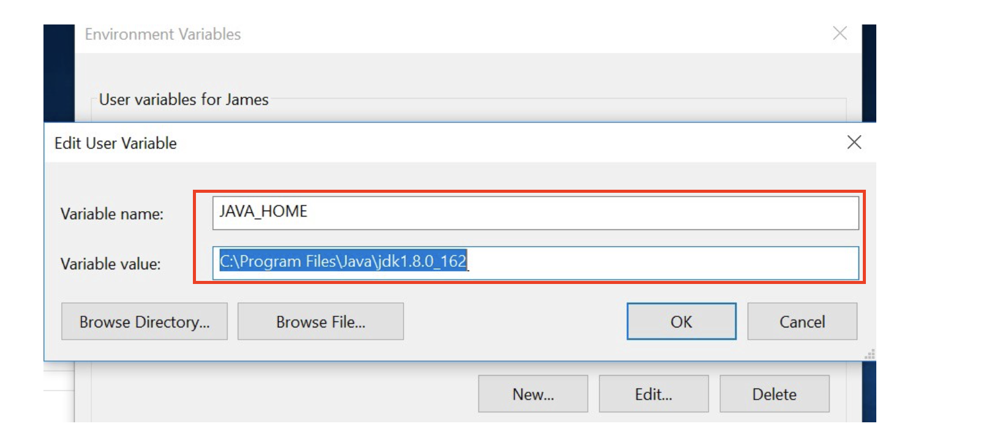 Environment Variables
User variables for James
Edit User Variable
Variable name:
JAVA_HOME
Variable value:
C:\Program Files\Java\jdk1.8.0_162
Browse Directory...
Browse File...
OK
Cancel
New...
Edit...
Delete